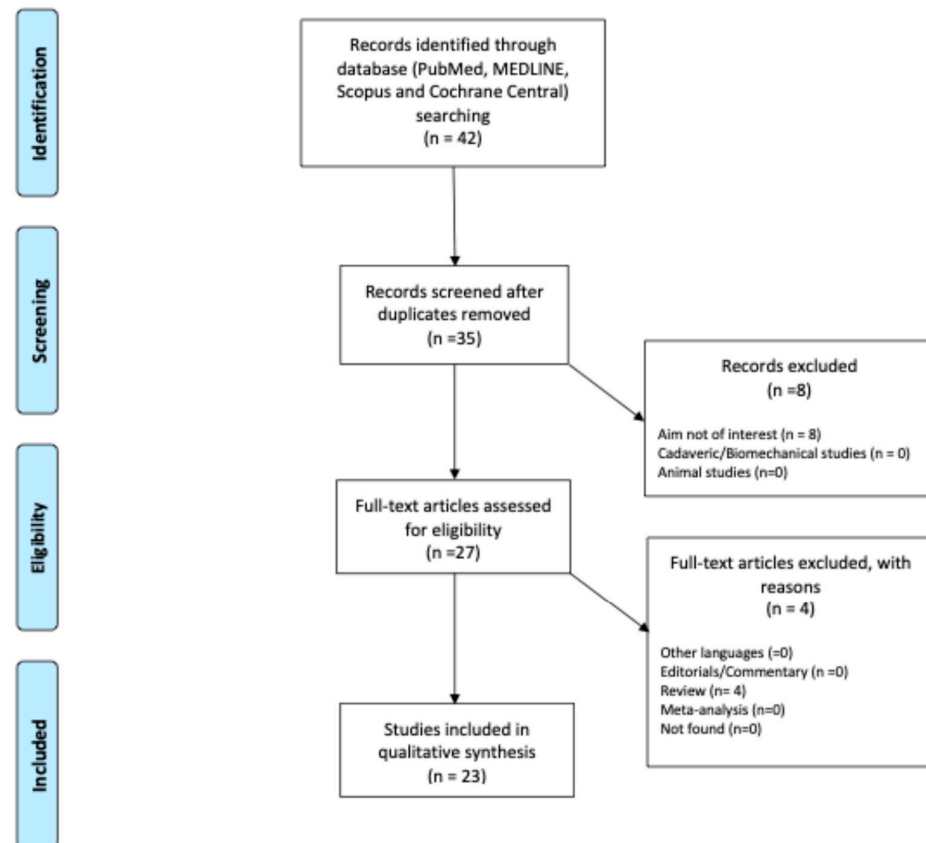 Identification
Records identified through
database (PubMed, MEDLINE,
Scopus and Cochrane Central)
searching
(n = 42)
Screening
Records screened after
duplicates removed
(n =35)
Records excluded
(n =8)
Aim not of interest (n = 8)
Cadaveric/Biomechanical studies (n = 0)
Animal studies (n=0)
Eligibility
Full-text articles assessed
for eligibility
(n =27)
Full-text articles excluded, with
reasons
(n = 4)
Other languages (=0)
Editorials/Commentary (n =0)
Review (n= 4)
Meta-analysis (n=0)
Not found (n=0)
Included
Studies included in
qualitative synthesis
(n = 23)